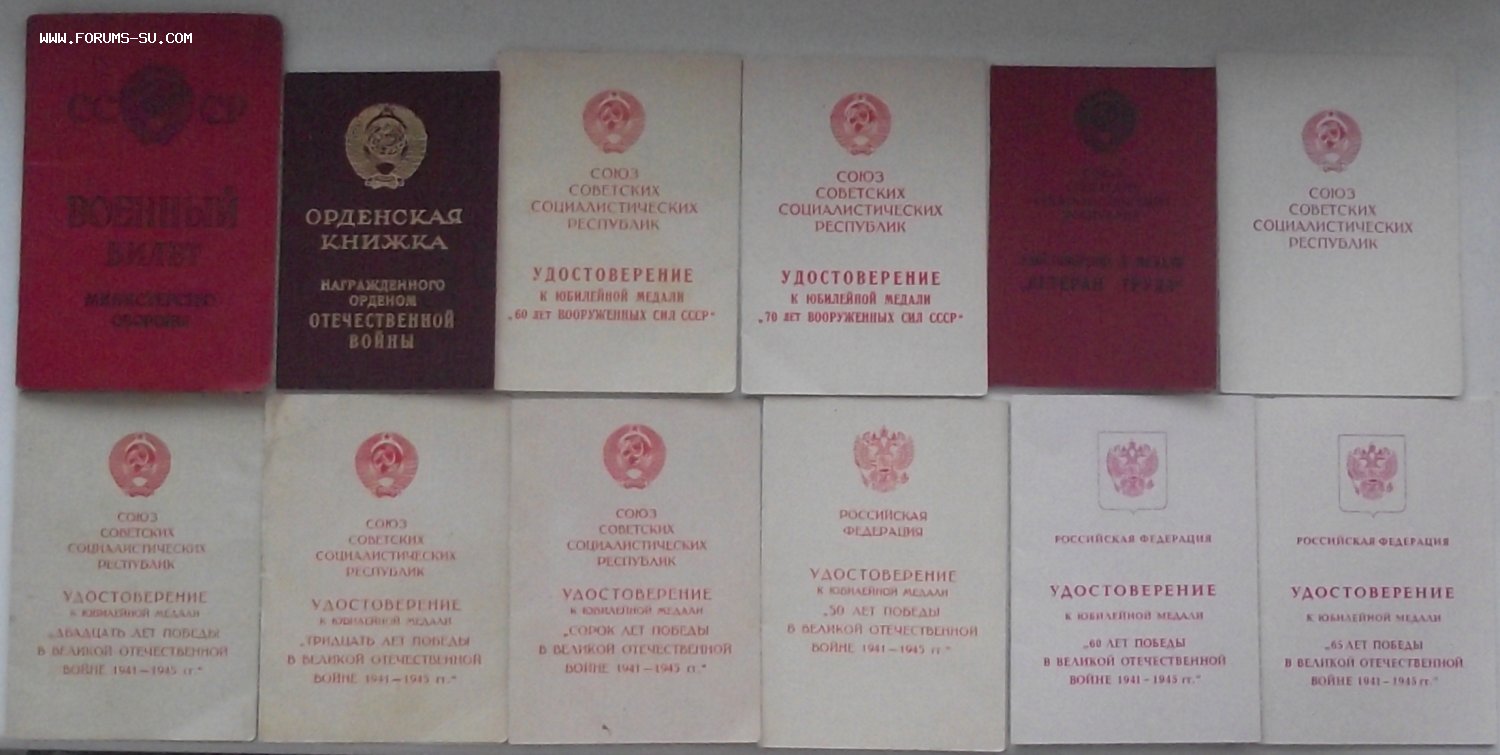 WWW.FORUMS-SU.COM
СССР
ВОЕННЫЙ
БИЛЕТ
МИНИСТЕРСТВО
ОБОРОНЫ
ОРДЕНСКАЯ
КНИЖКА
НАГРАЖДЕННОГО
ОРДЕНОМ
ОТЕЧЕСТВЕННОЙ
ВОЙНЫ
СОЮЗ
СОВЕТСКИХ
СОЦИАЛИСТИЧЕСКИХ
РЕСПУБЛИК
УДОСТОВЕРЕНИЕ
К ЮБИЛЕЙНОЙ МЕДАЛИ
„60 ЛЕТ ВООРУЖЕННЫХ СИЛ СССР“
СОЮЗ
СОВЕТСКИХ
СОЦИАЛИСТИЧЕСКИХ
РЕСПУБЛИК
УДОСТОВЕРЕНИЕ
К ЮБИЛЕЙНОЙ МЕДАЛИ
„70 ЛЕТ ВООРУЖЕННЫХ СИЛ СССР“
„ВЕТЕРАН ТРУДА“
СОЮЗ
СОВЕТСКИХ
СОЦИАЛИСТИЧЕСКИХ
РЕСПУБЛИК
СОЮЗ
СОВЕТСКИХ
СОЦИАЛИСТИЧЕСКИХ
РЕСПУБЛИК
УДОСТОВЕРЕНИЕ
К ЮБИЛЕЙНОЙ МЕДАЛИ
„ДВАДЦАТЬ ЛЕТ ПОБЕДЫ
В ВЕЛИКОЙ ОТЕЧЕСТВЕННОЙ
ВОЙНЕ 1941—1945 гг.“
СОЮЗ
СОВЕТСКИХ
СОЦИАЛИСТИЧЕСКИХ
РЕСПУБЛИК
УДОСТОВЕРЕНИЕ
К ЮБИЛЕЙНОЙ МЕДАЛИ
„ТРИДЦАТЬ ЛЕТ ПОБЕДЫ
В ВЕЛИКОЙ ОТЕЧЕСТВЕННОЙ
ВОЙНЕ 1941—1945 гг.“
СОЮЗ
СОВЕТСКИХ
СОЦИАЛИСТИЧЕСКИХ
РЕСПУБЛИК
УДОСТОВЕРЕНИЕ
К ЮБИЛЕЙНОЙ МЕДАЛИ
„СОРОК ЛЕТ ПОБЕДЫ
В ВЕЛИКОЙ ОТЕЧЕСТВЕННОЙ
ВОЙНЕ 1941—1945 гг.“
РОССИЙСКАЯ
ФЕДЕРАЦИЯ
УДОСТОВЕРЕНИЕ
К ЮБИЛЕЙНОЙ МЕДАЛИ
„50 ЛЕТ ПОБЕДЫ
В ВЕЛИКОЙ ОТЕЧЕСТВЕННОЙ
ВОЙНЕ 1941—1945 гг.“
РОССИЙСКАЯ ФЕДЕРАЦИЯ
УДОСТОВЕРЕНИЕ
К ЮБИЛЕЙНОЙ МЕДАЛИ
„60 ЛЕТ ПОБЕДЫ
В ВЕЛИКОЙ ОТЕЧЕСТВЕННОЙ
ВОЙНЕ 1941–1945 гг.“
РОССИЙСКАЯ ФЕДЕРАЦИЯ
УДОСТОВЕРЕНИЕ
К ЮБИЛЕЙНОЙ МЕДАЛИ
„65 ЛЕТ ПОБЕДЫ
В ВЕЛИКОЙ ОТЕЧЕСТВЕННОЙ
ВОЙНЕ 1941–1945 гг.“